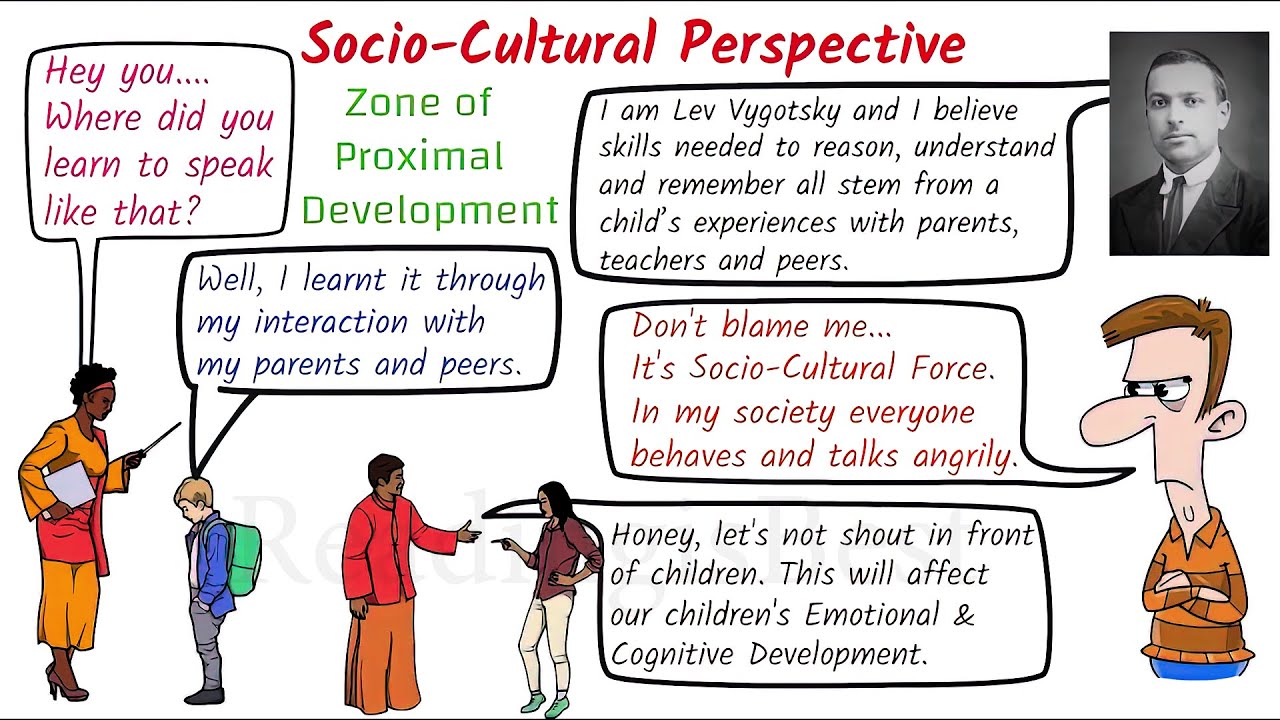 Socio-Cultural Perspective
Hey you....
Where did you
learn to speak
like that?
Zone of
Proximal
Development
I am Lev Vygotsky and I believe
skills needed to reason, understand
and remember all stem from a
child's experiences with parents,
teachers and peers.
Well, I learnt it through
my interaction with
my parents and peers.
Don't blame me...
It's Socio-Cultural Force.
In my society everyone
behaves and talks angrily.
Honey, let's not shout in front
of children. This will affect
our children's Emotional &
Cognitive Development.
ReadingisBest